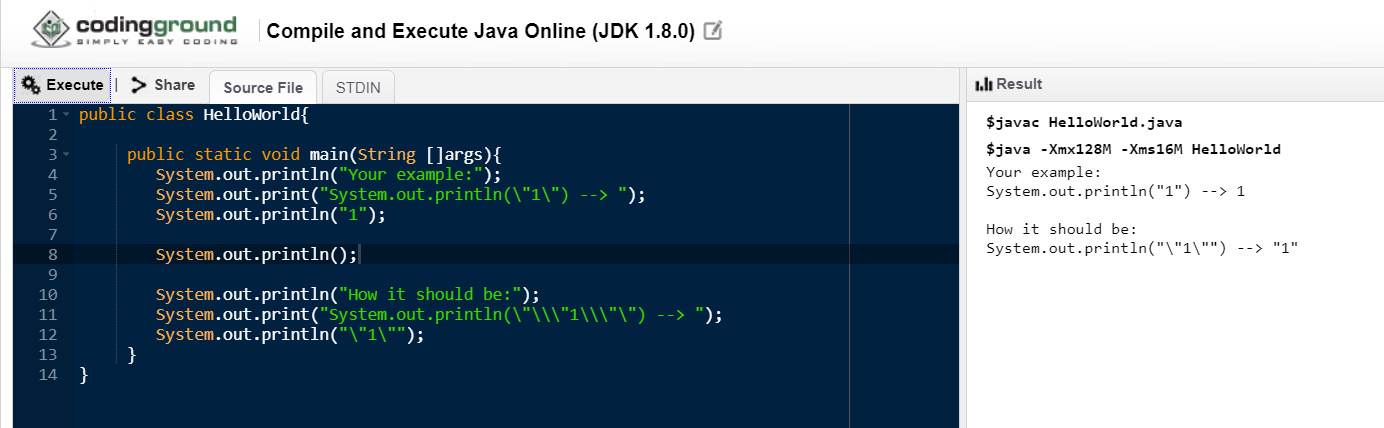 codingground
SIMPLY EASY CODING
Compile and Execute Java Online (JDK 1.8.0)
Execute | Share Source File STDIN
1 public class HelloWorld{
2
3 public static void main(String []args){
4 System.out.println("Your example:");
5 System.out.print("System.out.println(\"1\") --> ");
6 System.out.println("1");
7
8 System.out.println();
9
10 System.out.println("How it should be:");
11 System.out.print("System.out.println(\"\\\"1\\\"\") --> ");
12 System.out.println("\"1\"");
13 }
14 }
Result
$javac HelloWorld.java
$java -Xmx128M -Xms16M HelloWorld
Your example:
System.out.println("1") --> 1
How it should be:
System.out.println("\"1\"") --> "1"